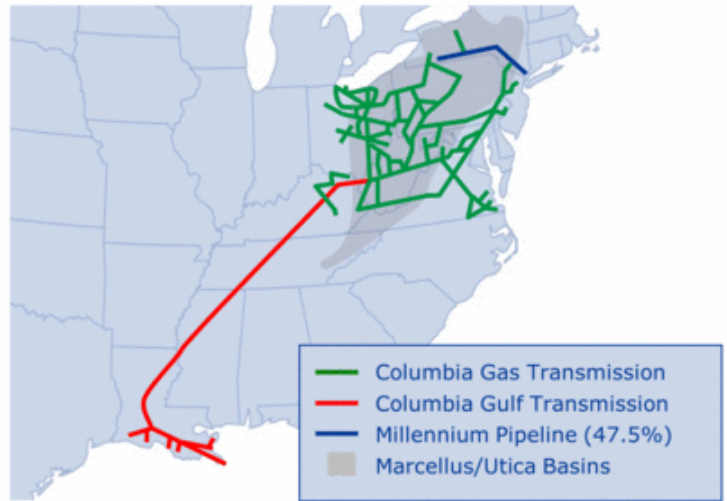 Columbia Gas Transmission
Columbia Gulf Transmission
Millennium Pipeline (47.5%)
Marcellus/Utica Basins